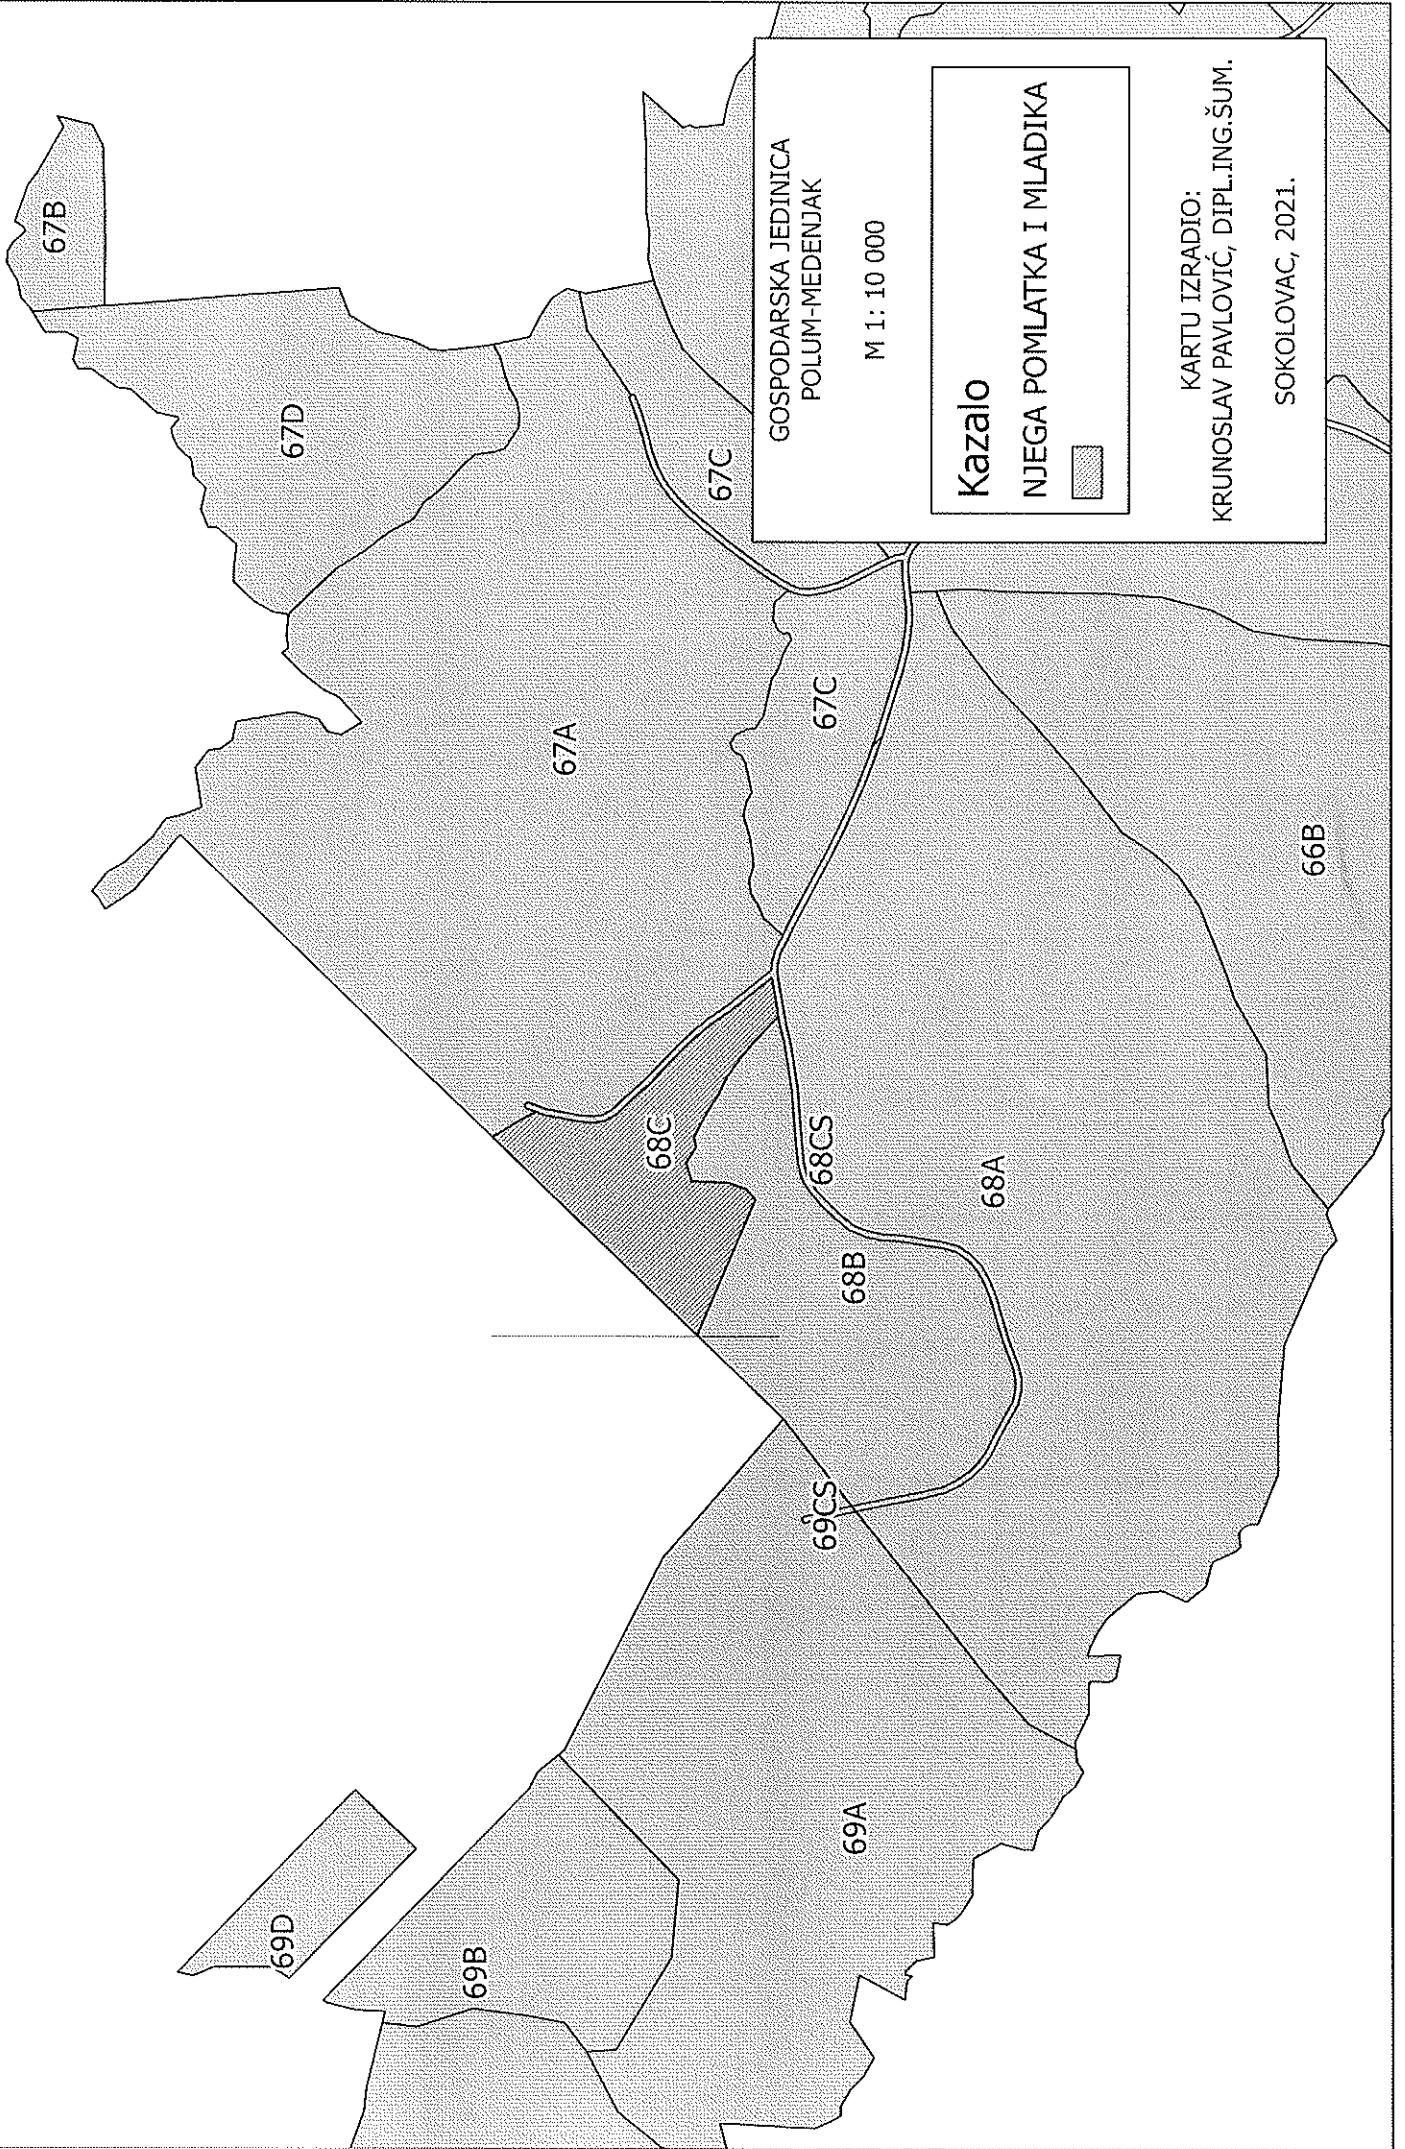 67B
67D
67A
67C
67C
68C
68CS
68B
68A
66B
69CS
69A
69B
69D
GOSPODARSKA JEDINICA
POLUM-MEDENJAK
M 1: 10 000
Kazalo
NJEGA POMLATKA I MLADIKA
KARTU IZRADIO:
KRUNOSLAV PAVLOVIĆ, DIPL.ING.ŠUM.
SOKOLOVAC, 2021.